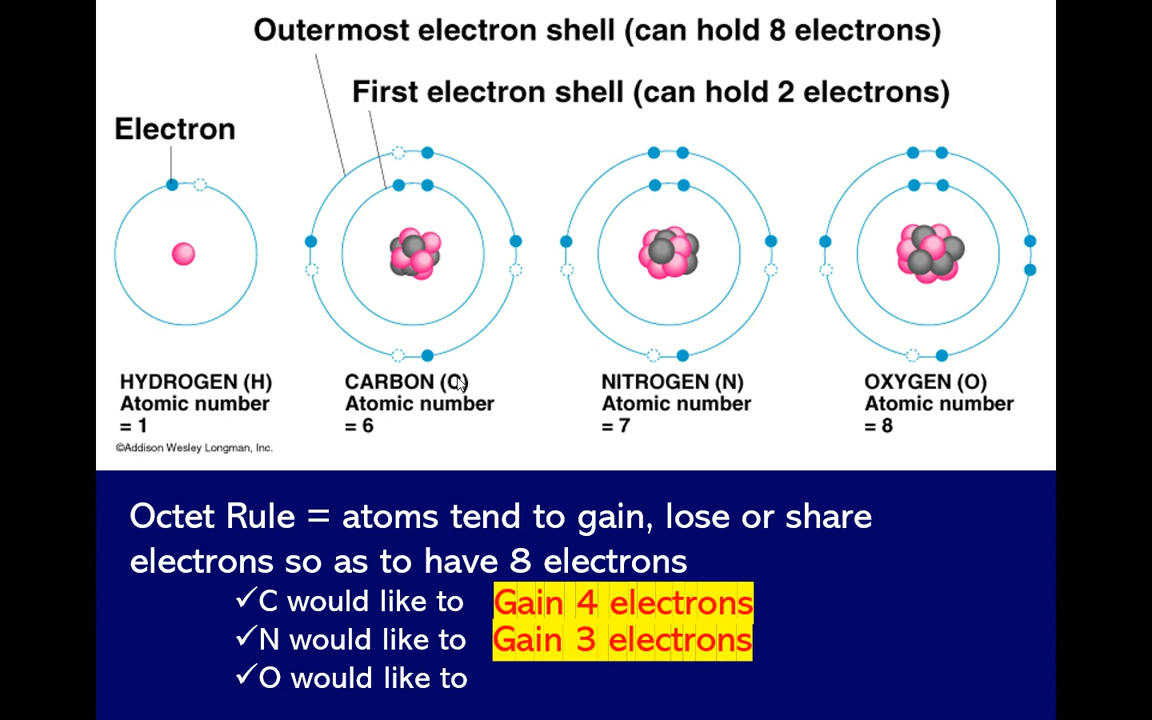 Outermost electron shell (can hold 8 electrons)
First electron shell (can hold 2 electrons)
Electron
HYDROGEN (H)
Atomic number
= 1
CARBON (C)
Atomic number
= 6
NITROGEN (N)
Atomic number
= 7
OXYGEN (O)
Atomic number
= 8
©Addison Wesley Longman, Inc.
Octet Rule = atoms tend to gain, lose or share
electrons so as to have 8 electrons
✓C would like to Gain 4 electrons
✓N would like to Gain 3 electrons
✓O would like to